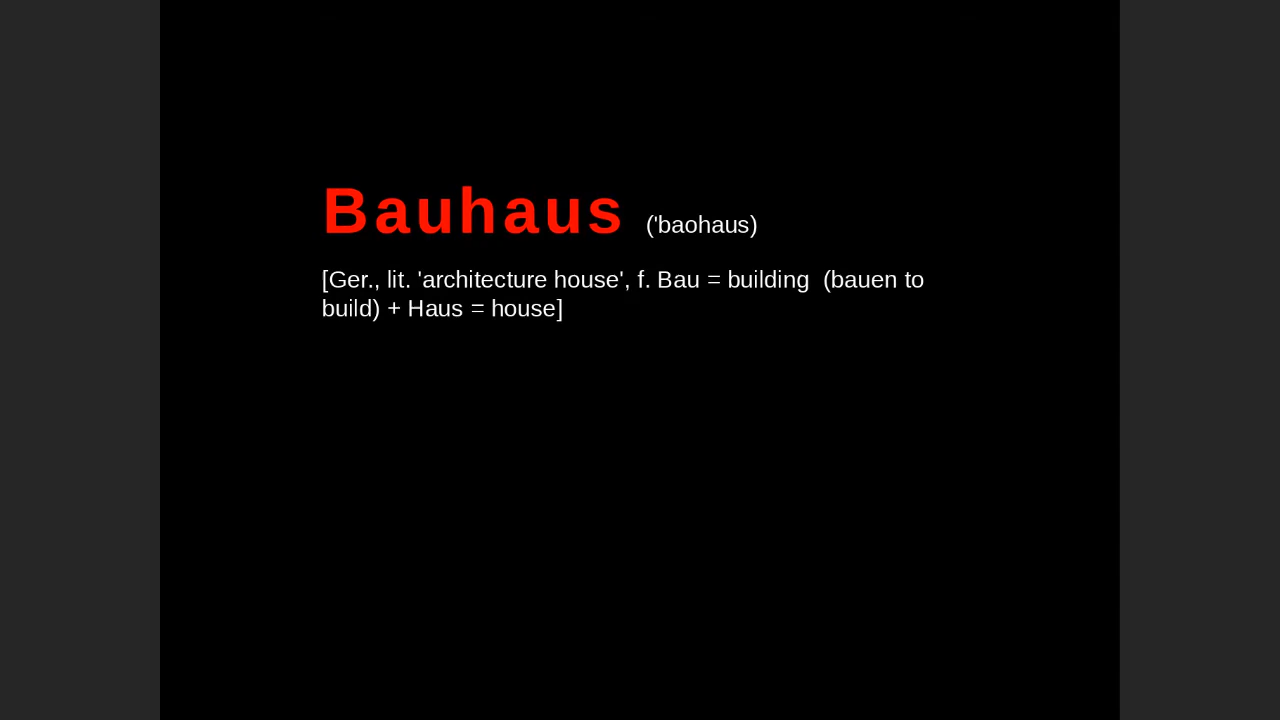 Bauhaus ('baohaus)
[Ger., lit. 'architecture house', f. Bau = building  (bauen to
build) + Haus = house]